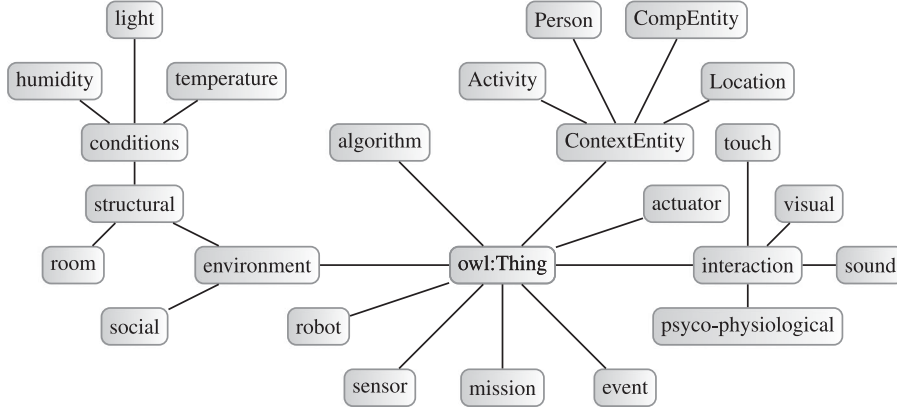 light
Person
CompEntity
humidity
temperature
Activity
Location
conditions
algorithm
ContextEntity
touch
structural
actuator
visual
room
environment
owl:Thing
interaction
sound
social
robot
psyco-physiological
sensor
mission
event